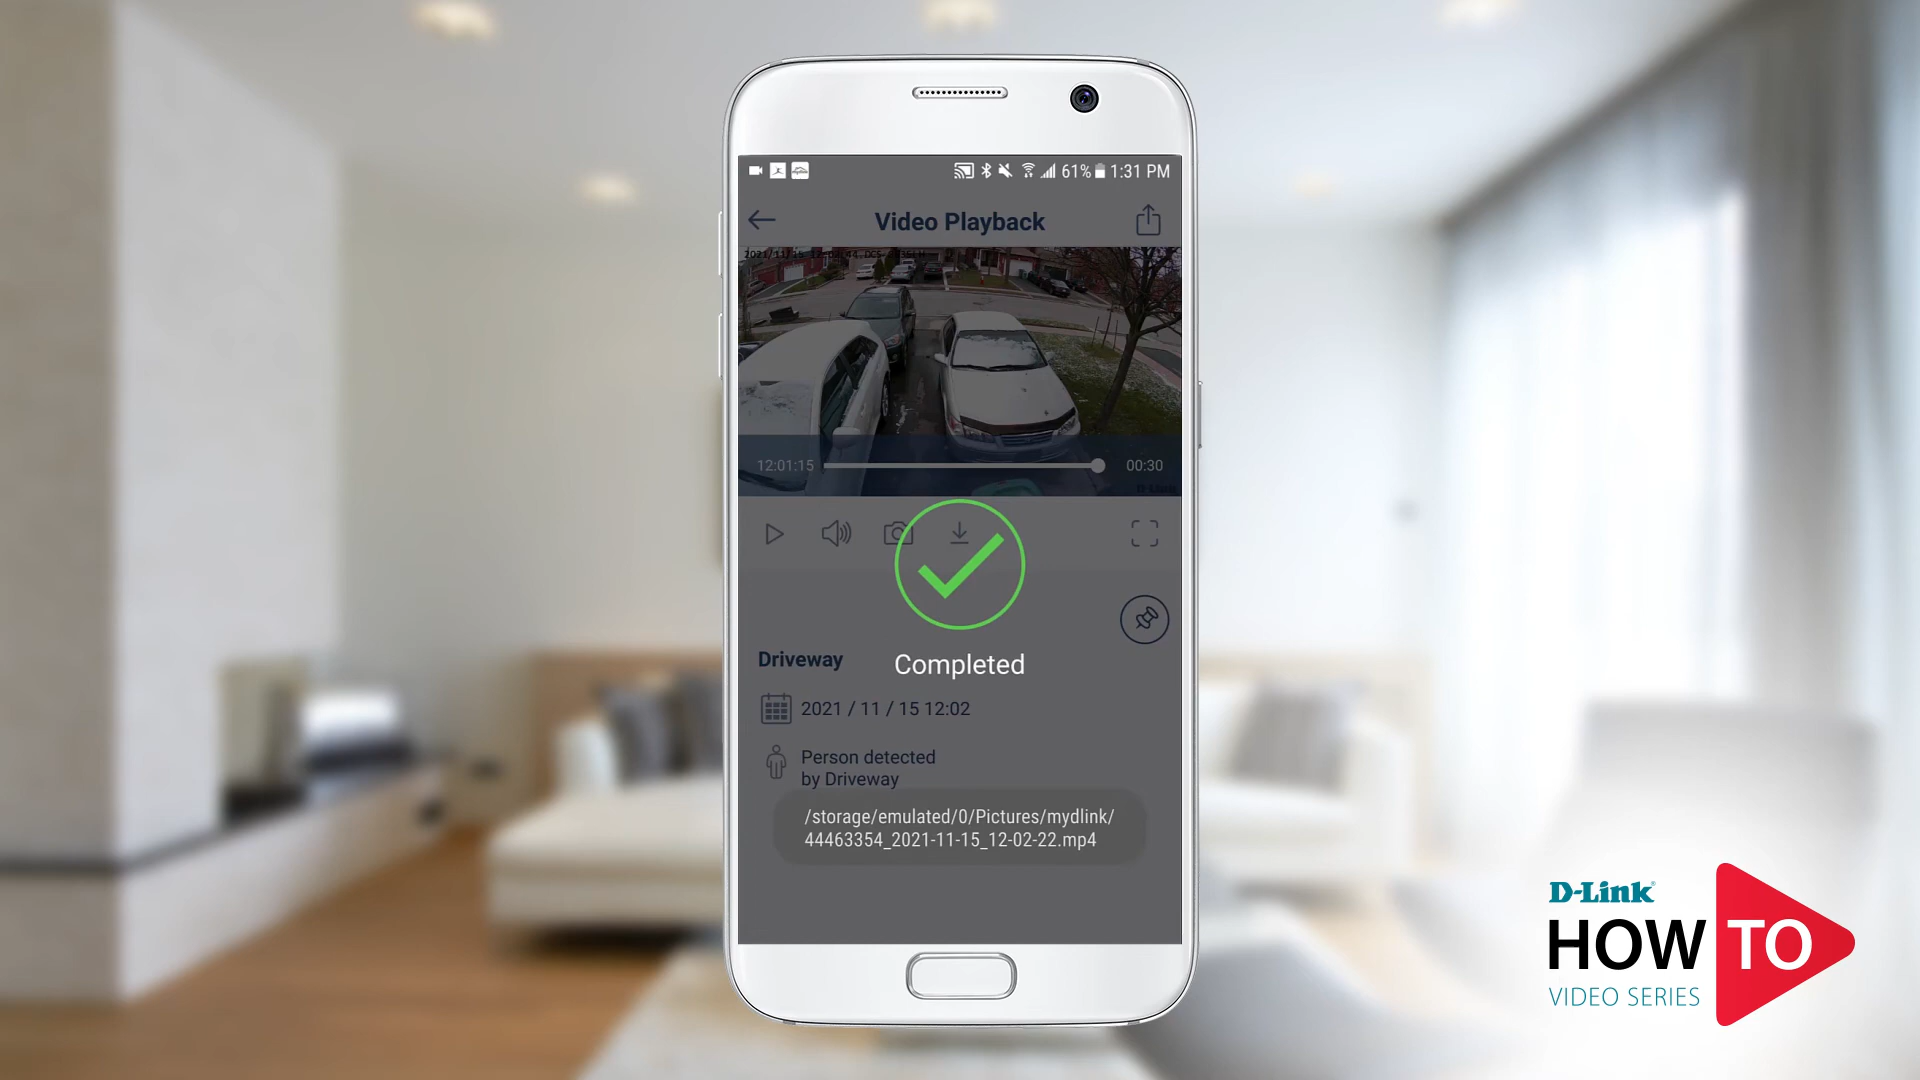 61% 1:31 PM
Video Playback
12:01:15
00:30
Driveway
Completed
2021 / 11 / 15 12:02
Person detected
by Driveway
/storage/emulated/0/Pictures/mydlink/
44463354_2021-11-15_12-02-22.mp4
D-Link
HOW TO
VIDEO SERIES